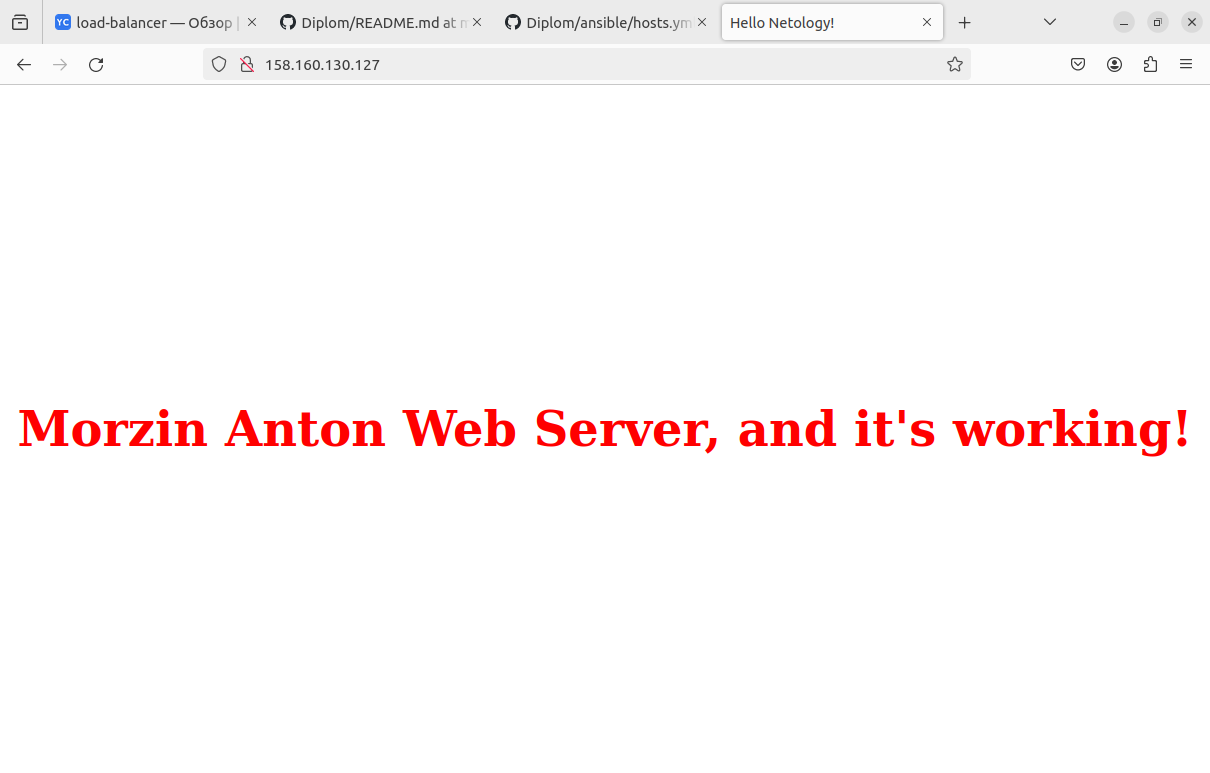 YC load-balancer — Обзор |
Diplom/README.md at m
Diplom/ansible/hosts.ym
Hello Netology!
158.160.130.127
Morzin Anton Web Server, and it's working!